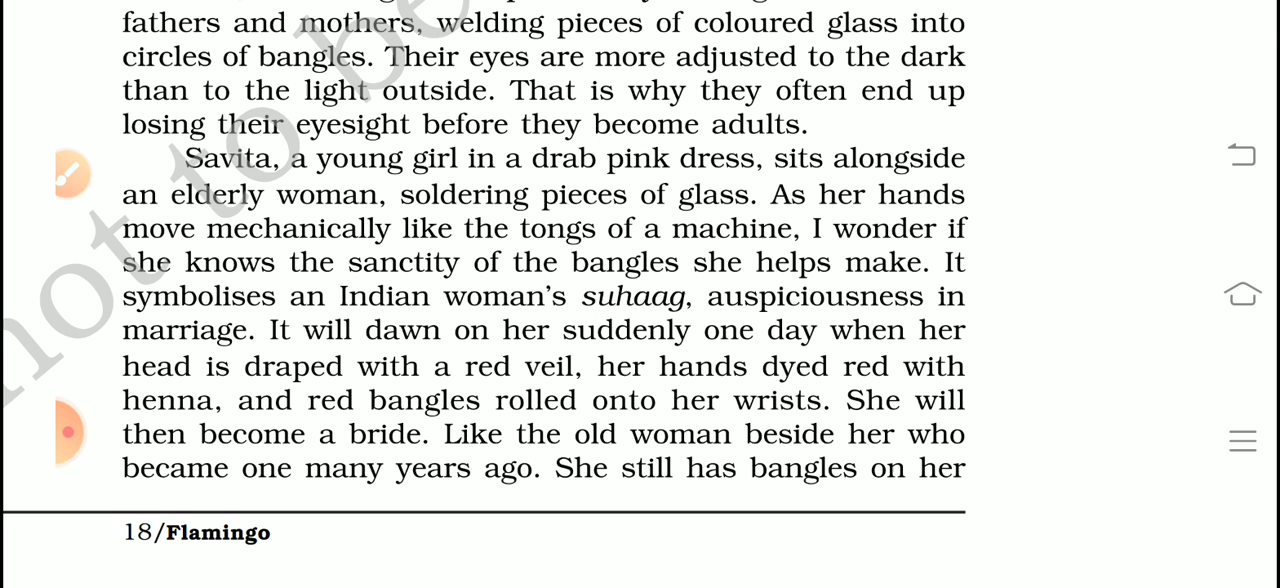 fathers and mothers, welding pieces of coloured glass into
circles of bangles. Their eyes are more adjusted to the dark
than to the light outside. That is why they often end up
losing their eyesight before they become adults.
Savita, a young girl in a drab pink dress, sits alongside
an elderly woman, soldering pieces of glass. As her hands
move mechanically like the tongs of a machine, I wonder if
she knows the sanctity of the bangles she helps make. It
symbolises an Indian woman's suhaag, auspiciousness in
marriage. It will dawn on her suddenly one day when her
head is draped with a red veil, her hands dyed red with
henna, and red bangles rolled onto her wrists. She will
then become a bride. Like the old woman beside her who
became one many years ago. She still has bangles on her
18/Flamingo
not to be